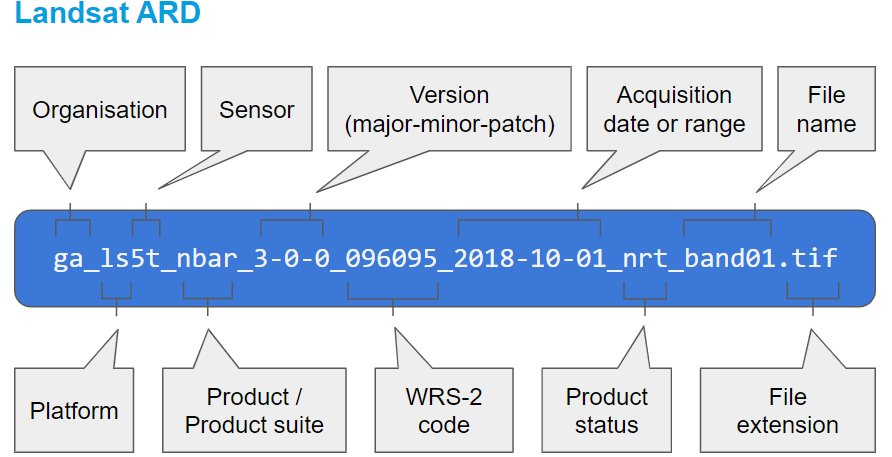 Landsat ARD
Organisation
Sensor
Version
(major-minor-patch)
Acquisition
date or range
File
name
ga_ls5t_nbar_3-0-0_096095_2018-10-01_nrt_band01.tif
Platform
Product /
Product suite
WRS-2
code
Product
status
File
extension